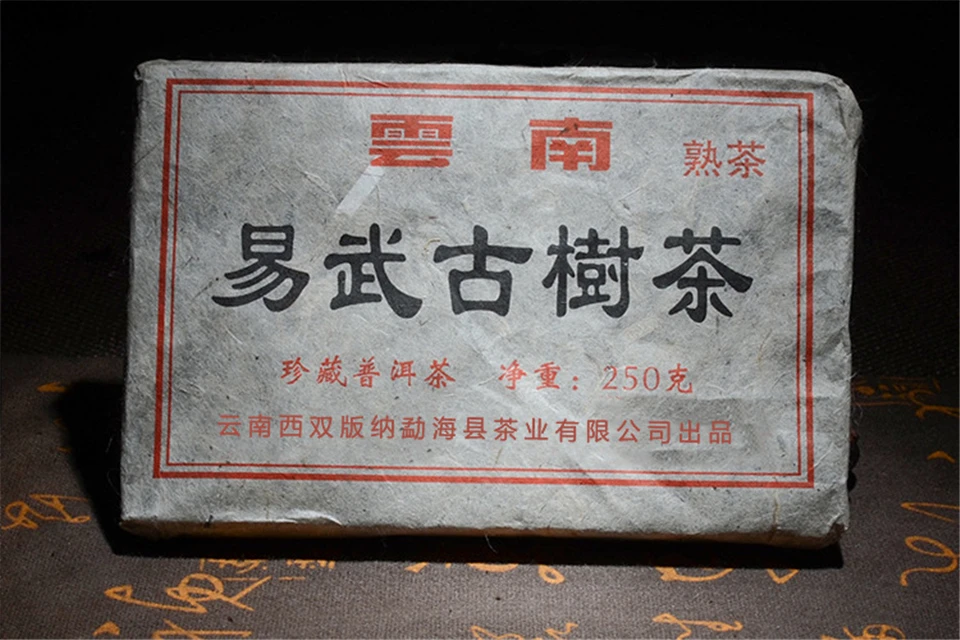 雲南 熟茶
易武古樹茶
珍藏普洱茶 净重：250克
云南西双版纳勐海县茶业有限公司出品